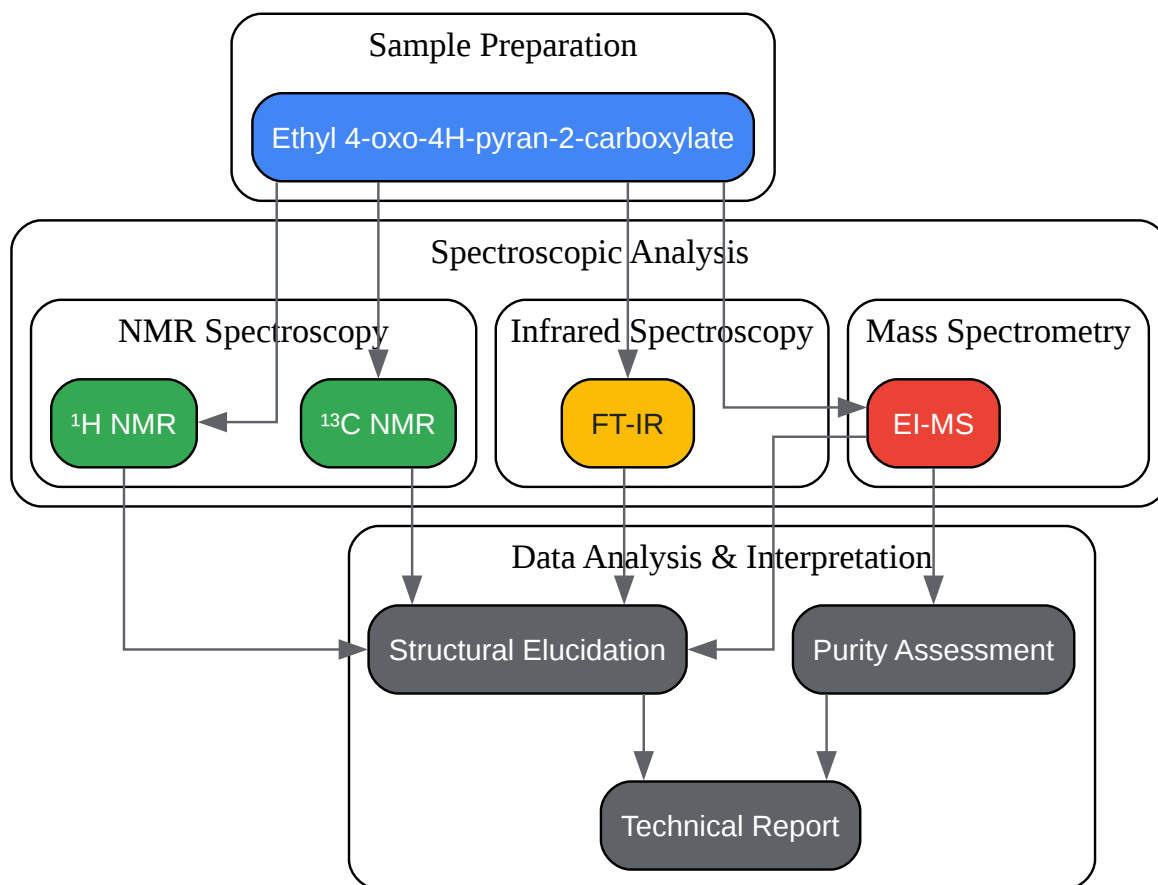 Sample Preparation
Ethyl 4-oxo-4H-pyran-2-carboxylate
Spectroscopic Analysis
NMR Spectroscopy
Infrared Spectroscopy
Mass Spectrometry
¹H NMR
¹³C NMR
FT-IR
EI-MS
Data Analysis & Interpretation
Structural Elucidation
Purity Assessment
Technical Report